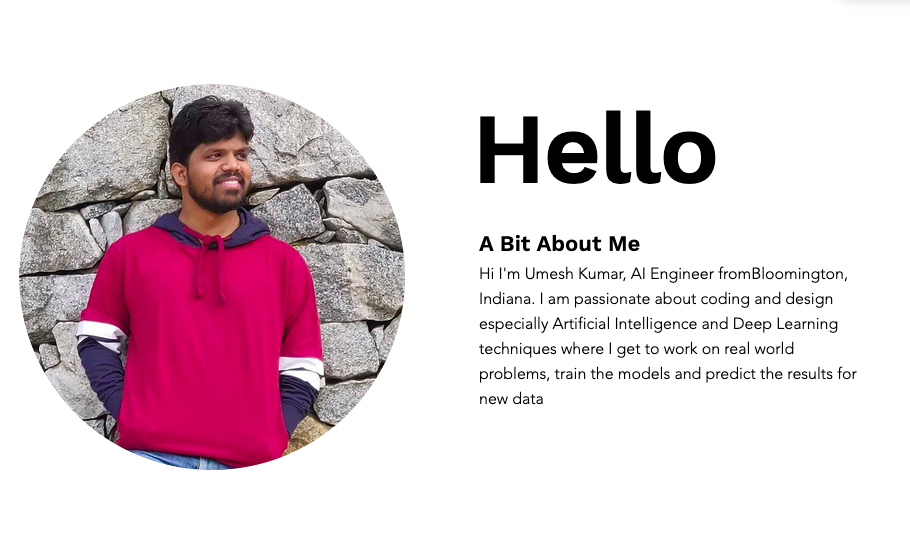 Hello
A Bit About Me
Hi I'm Umesh Kumar, AI Engineer fromBloomington,
Indiana. I am passionate about coding and design
especially Artificial Intelligence and Deep Learning
techniques where I get to work on real world
problems, train the models and predict the results for
new data